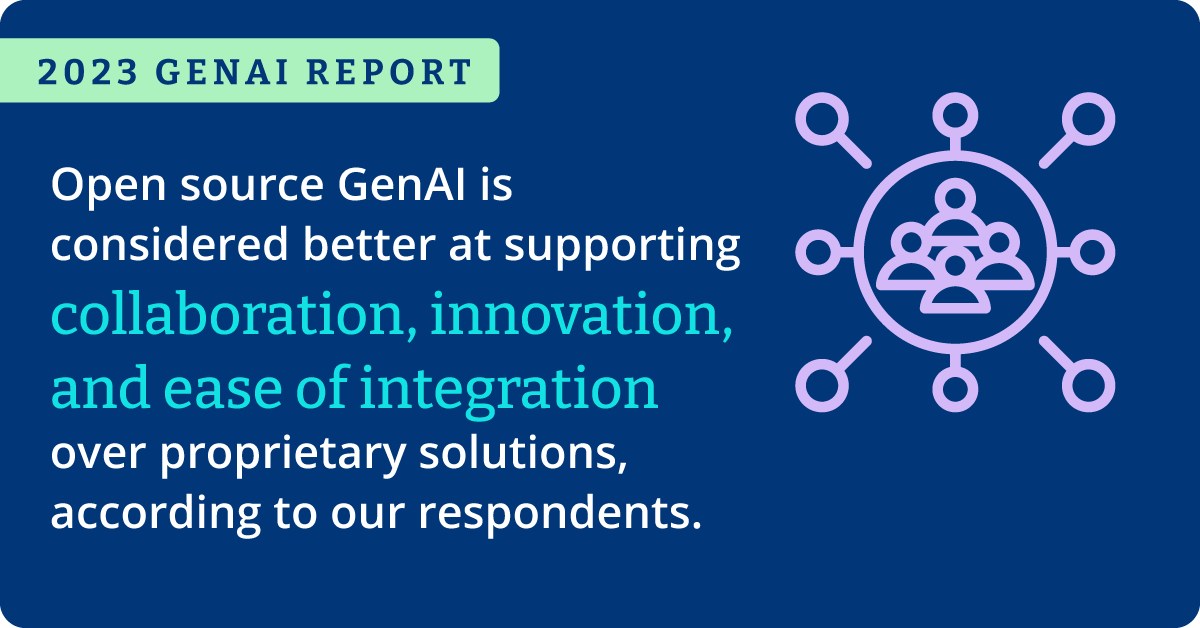 2023 GENAI REPORT
Open source GenAI is
considered better at supporting
collaboration, innovation,
and ease of integration
over proprietary solutions,
according to our respondents.